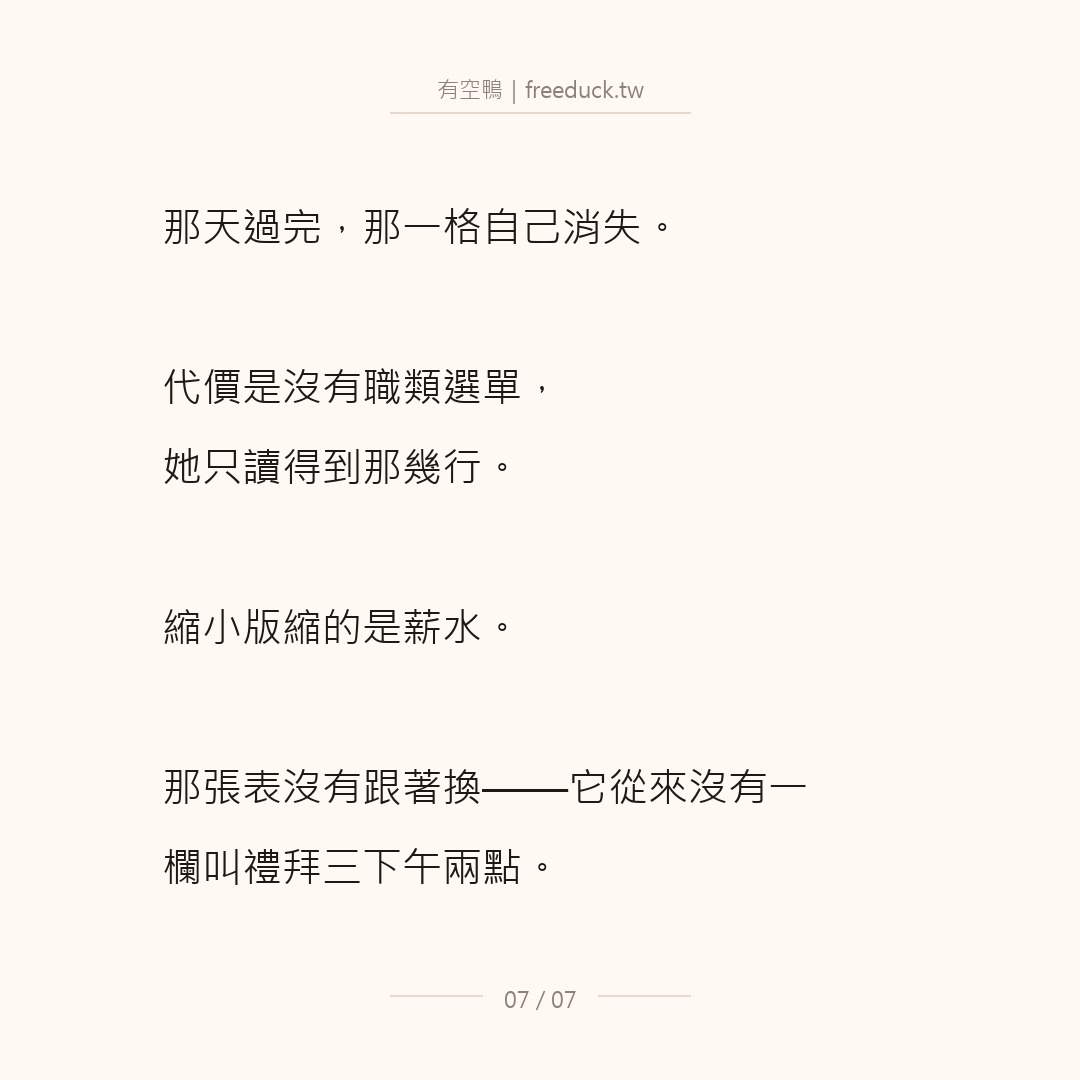 有空鴨 | freeduck.tw
那天過完，那一格自己消失。
代價是沒有職類選單，
她只讀得到那幾行。
縮小版縮的是薪水。
那張表沒有跟著換——它從來沒有一
欄叫禮拜三下午兩點。
07 / 07